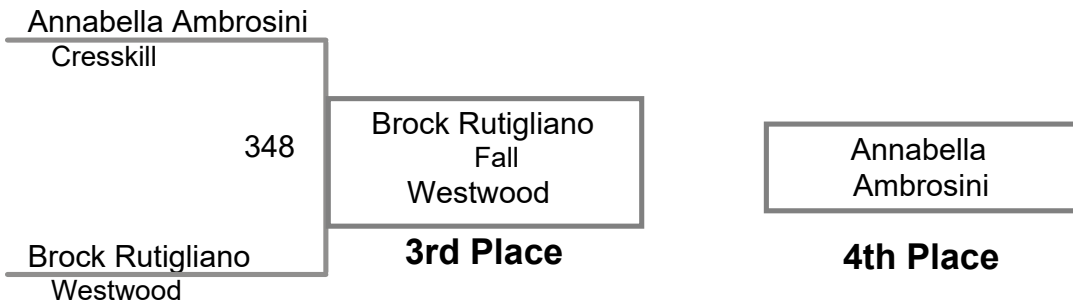 Annabella Ambrosini
Cresskill
348
Brock Rutigliano
Westwood
Brock Rutigliano
Fall
Westwood
3rd Place
Annabella
Ambrosini
4th Place